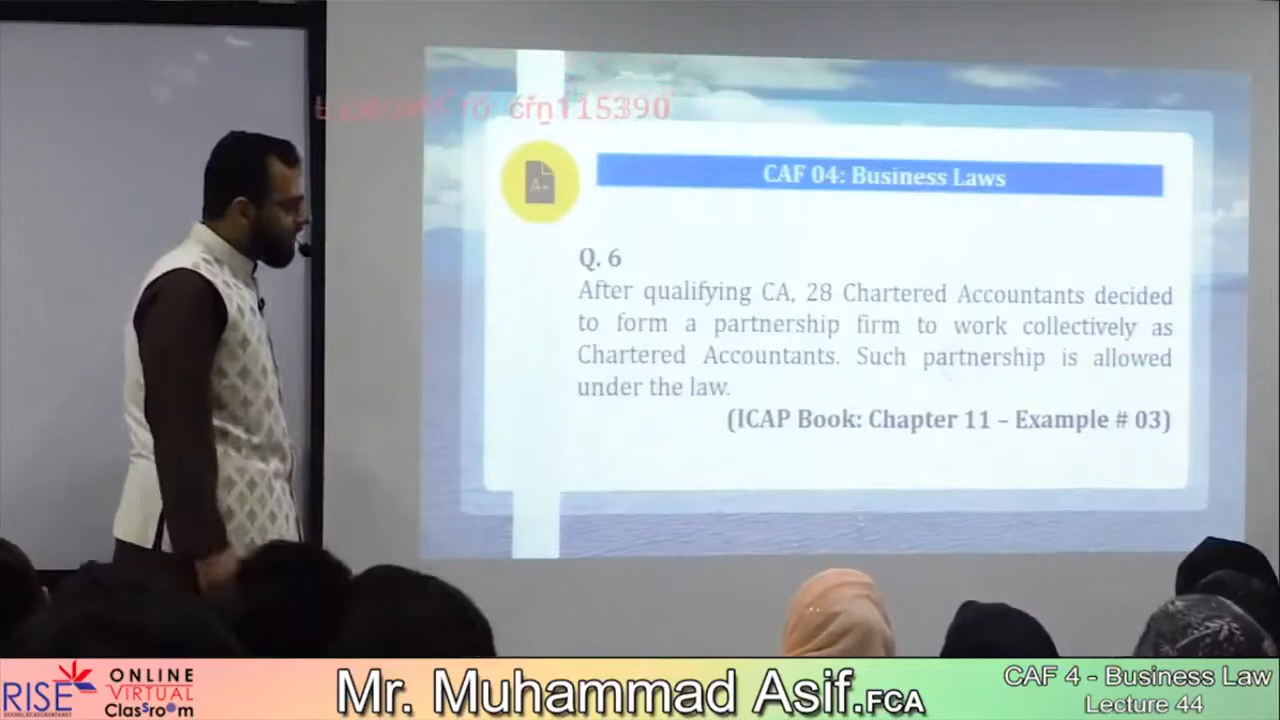 CAF 04: Business Laws
A+
Q. 6
After qualifying CA, 28 Chartered Accountants decided
to form a partnership firm to work collectively as
Chartered Accountants. Such partnership is allowed
under the law.
(ICAP Book: Chapter 11 – Example # 03)
RISE
ONLINE
VIRTUAL
ClasSroom
Mr. Muhammad Asif.FCA
CAF 4 - Business Law
Lecture 44